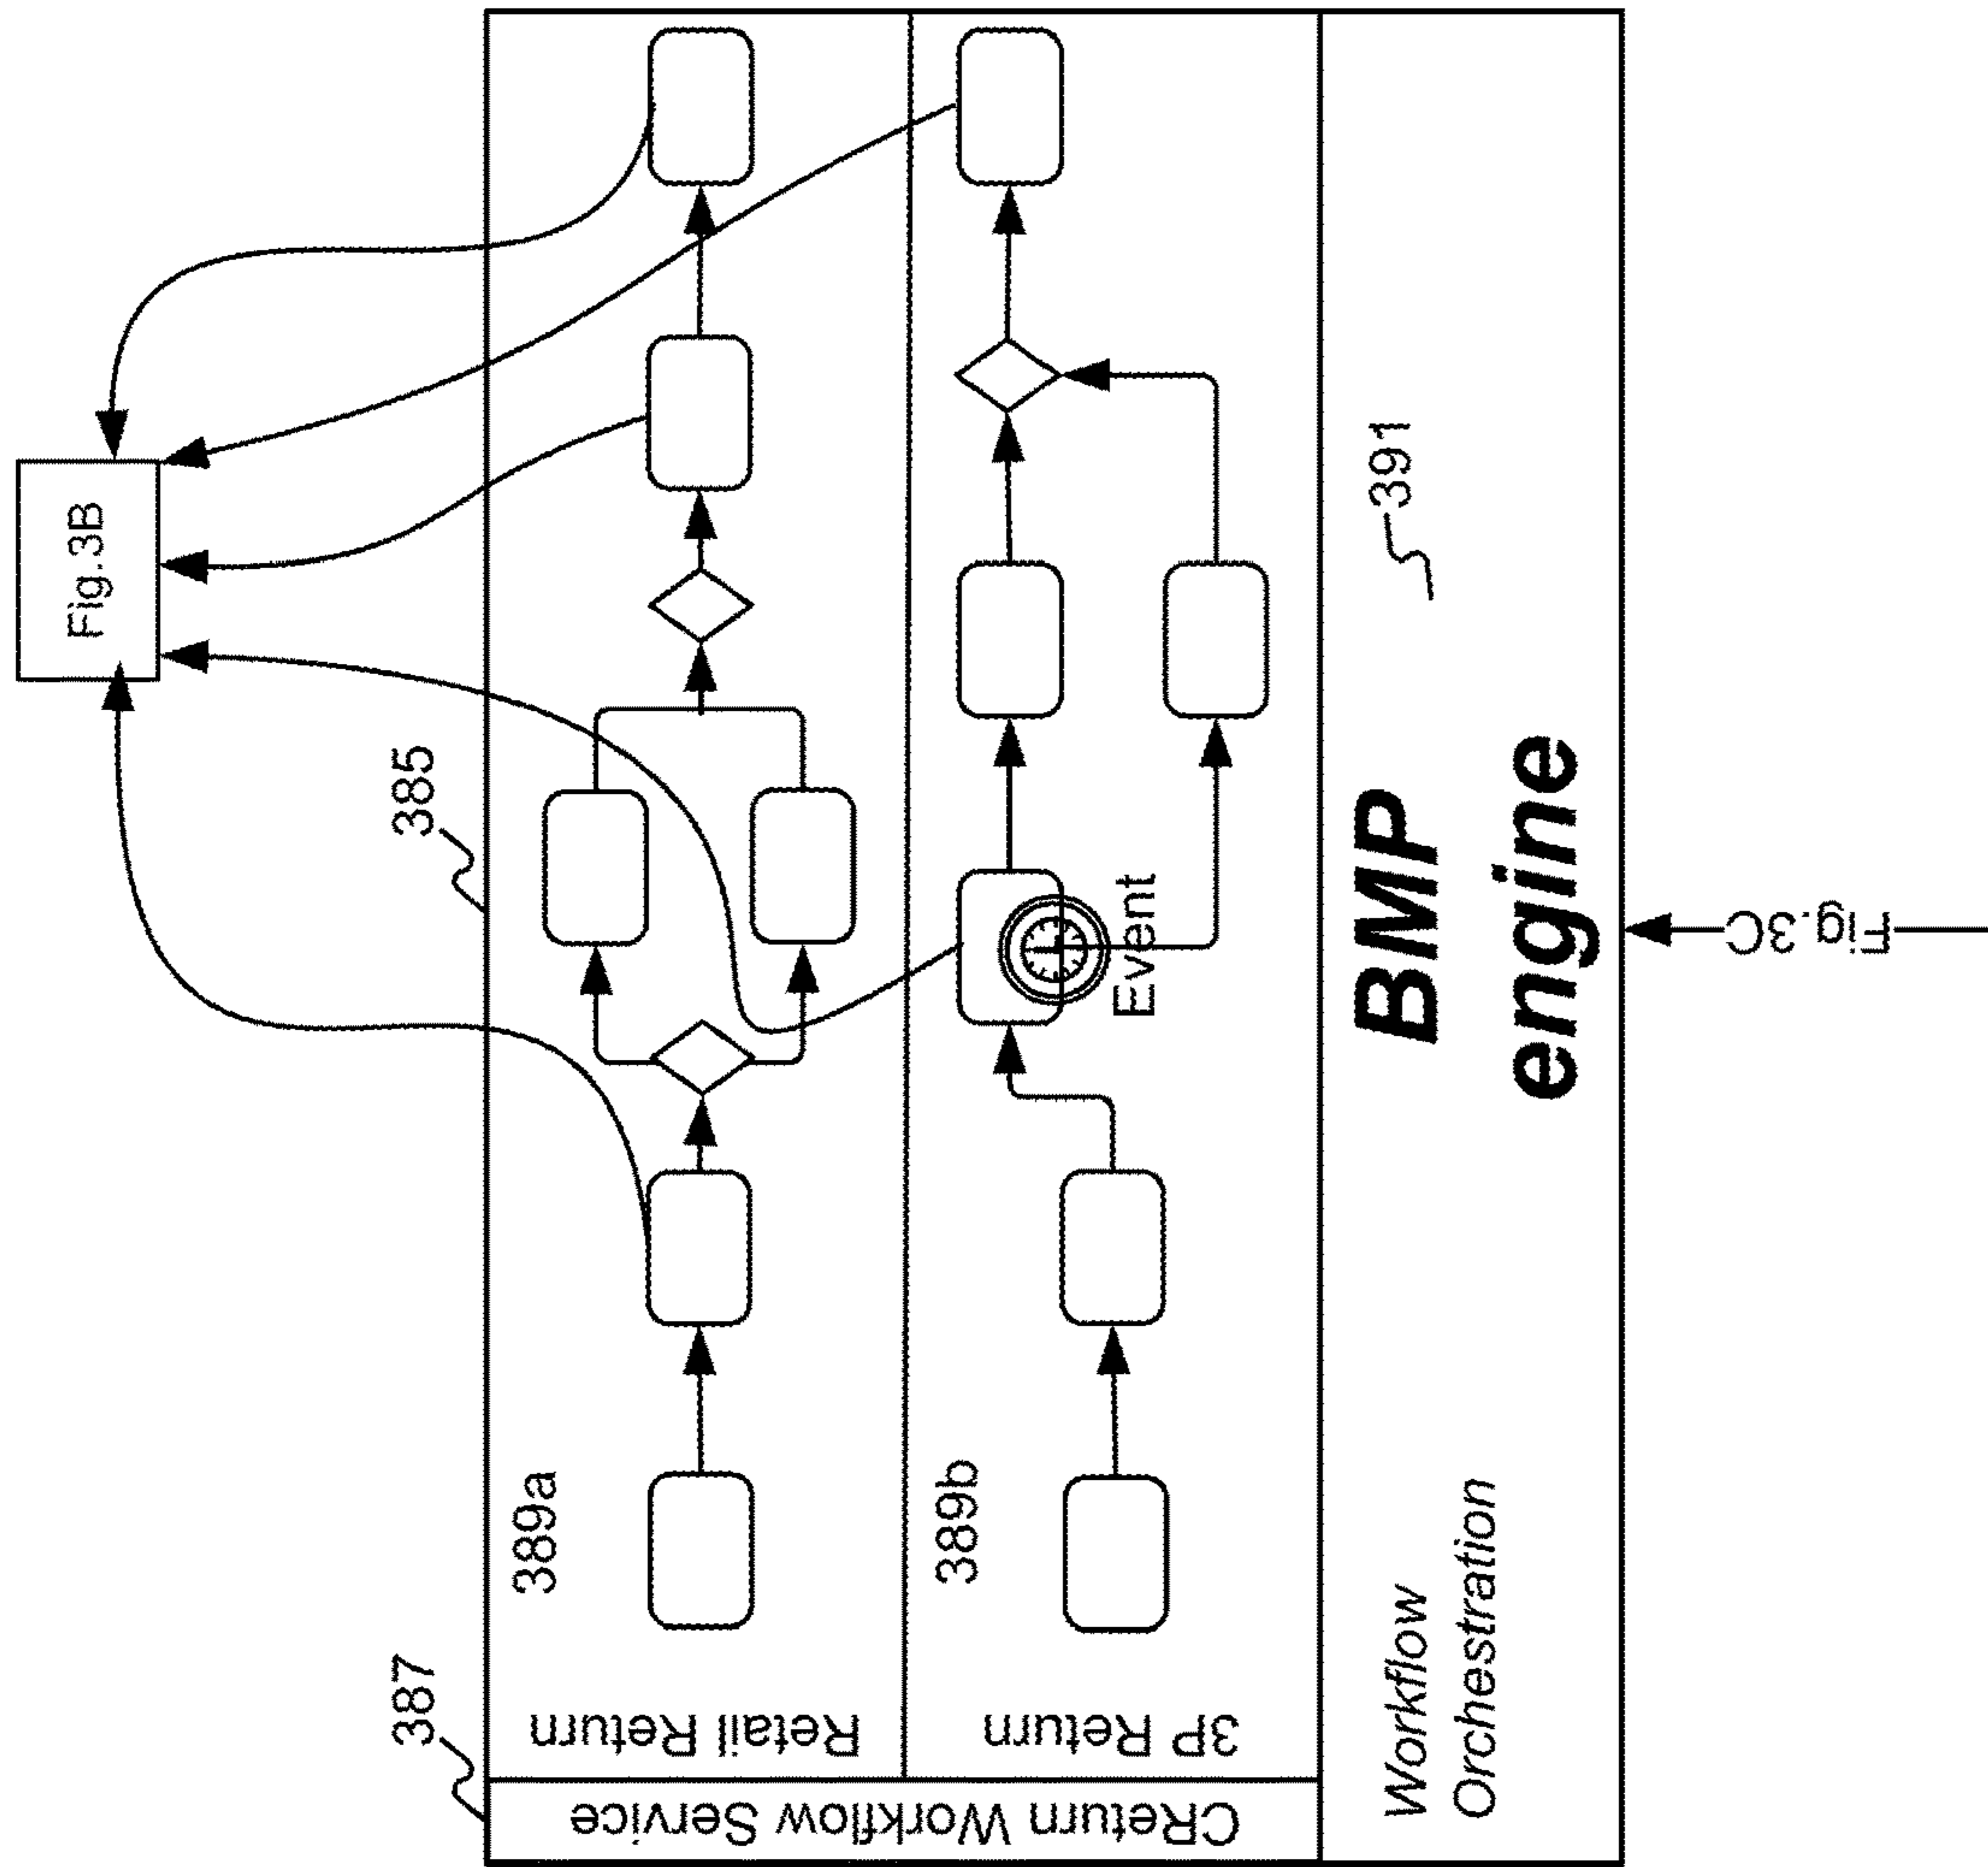 Fig.3B
387
385
CReturn Workflow Service
Retail Return
389a
3P Return
389b
Event
391
Workflow
Orchestration
BMP
engine
Fig.3C